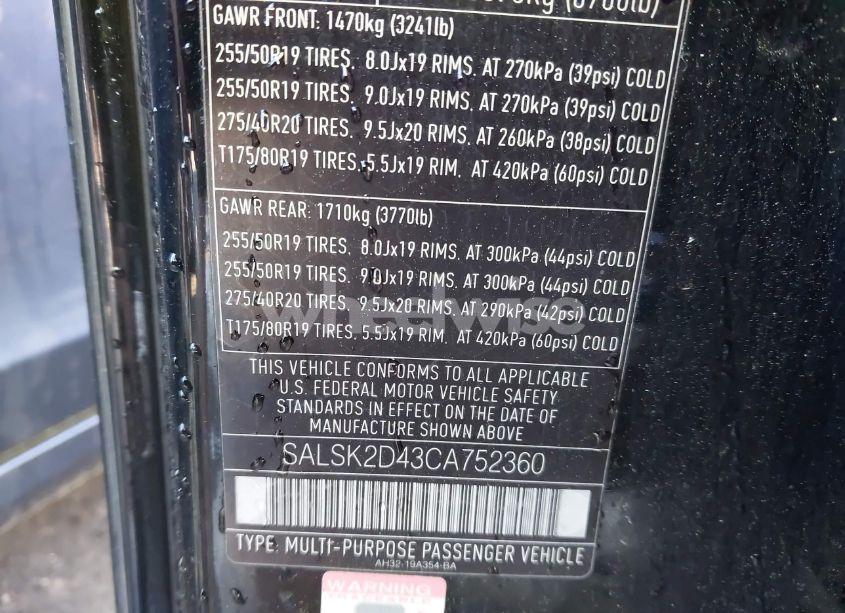 (3700lb)
GAWR FRONT: 1470kg (3241lb)
255/50R19 TIRES. 8.0Jx19 RIMS. AT 270kPa (39psi) COLD
255/50R19 TIRES. 9.0Jx19 RIMS. AT 270kPa (39psi) COLD
275/40R20 TIRES. 9.5Jx20 RIMS. AT 260kPa (38psi) COLD
T175/80R19 TIRES. 5.5Jx19 RIM. AT 420kPa (60psi) COLD
GAWR REAR: 1710kg (3770lb)
255/50R19 TIRES. 8.0Jx19 RIMS. AT 300kPa (44psi) COLD
255/50R19 TIRES. 9.0Jx19 RIMS. AT 300kPa (44psi) COLD
275/40R20 TIRES. 9.5Jx20 RIMS. AT 290kPa (42psi) COLD
T175/80R19 TIRES. 5.5Jx19 RIM. AT 420kPa (60psi) COLD
wheelwise
THIS VEHICLE CONFORMS TO ALL APPLICABLE
U.S. FEDERAL MOTOR VEHICLE SAFETY
STANDARDS IN EFFECT ON THE DATE OF
MANUFACTURE SHOWN ABOVE
SALSK2D43CA752360
TYPE: MULTI-PURPOSE PASSENGER VEHICLE
AH32-19A354-BA
WARNING